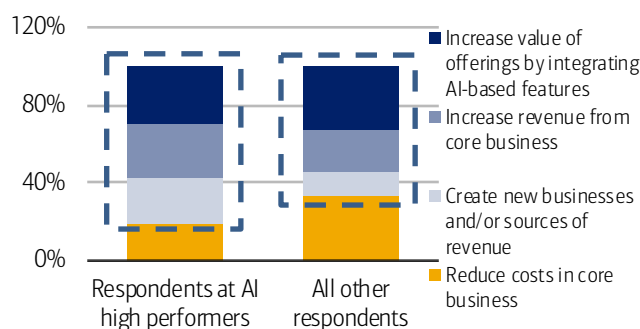 120%
80%
40%
0%
Respondents at AI
high performers
All other
respondents
Increase value of
offerings by integrating
AI-based features
Increase revenue from
core business
Create new businesses
and/or sources of
revenue
Reduce costs in core
business